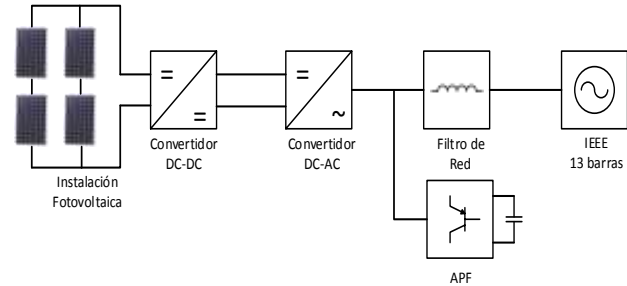 Instalación
Fotovoltaica
Convertidor
DC-DC
Convertidor
DC-AC
Filtro de
Red
IEEE
13 barras
APF